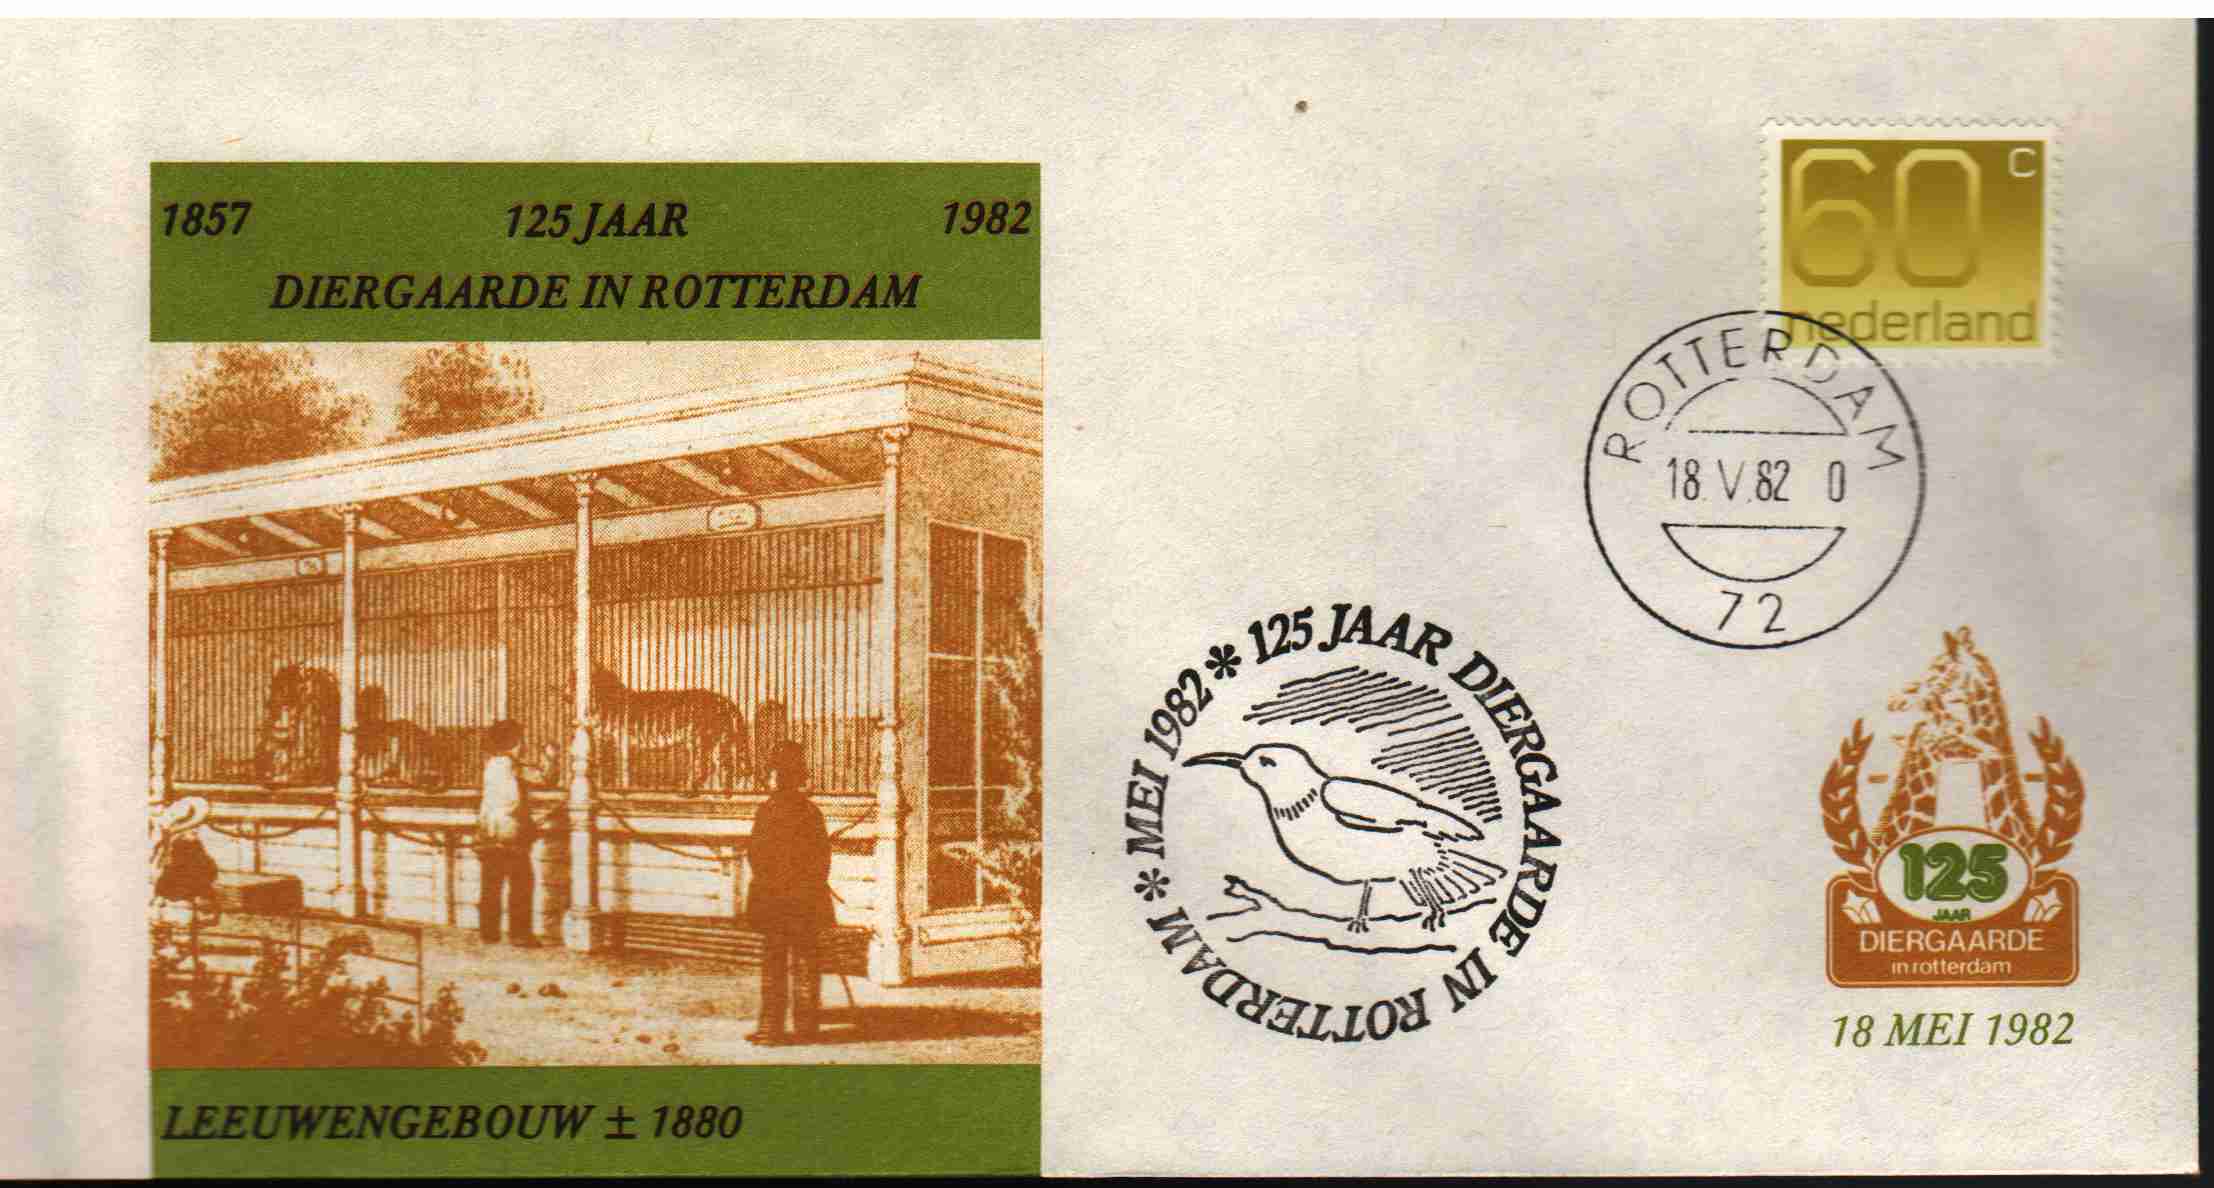 1857 125 JAAR 1982
DIERGAARDE IN ROTTERDAM
LEEUWENGEBOUW ± 1880
60 c
nederland
ROTTERDAM
18.V.82 0
72
* MEI 1982 * 125 JAAR DIERGAARDE IN ROTTERDAM
125
JAAR
DIERGAARDE
in rotterdam
18 MEI 1982